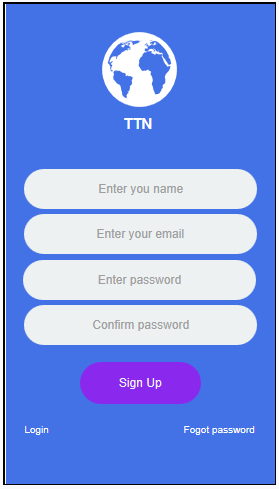 TTN
Enter you name
Enter your email
Enter password
Confirm password
Sign Up
Login Fogot password